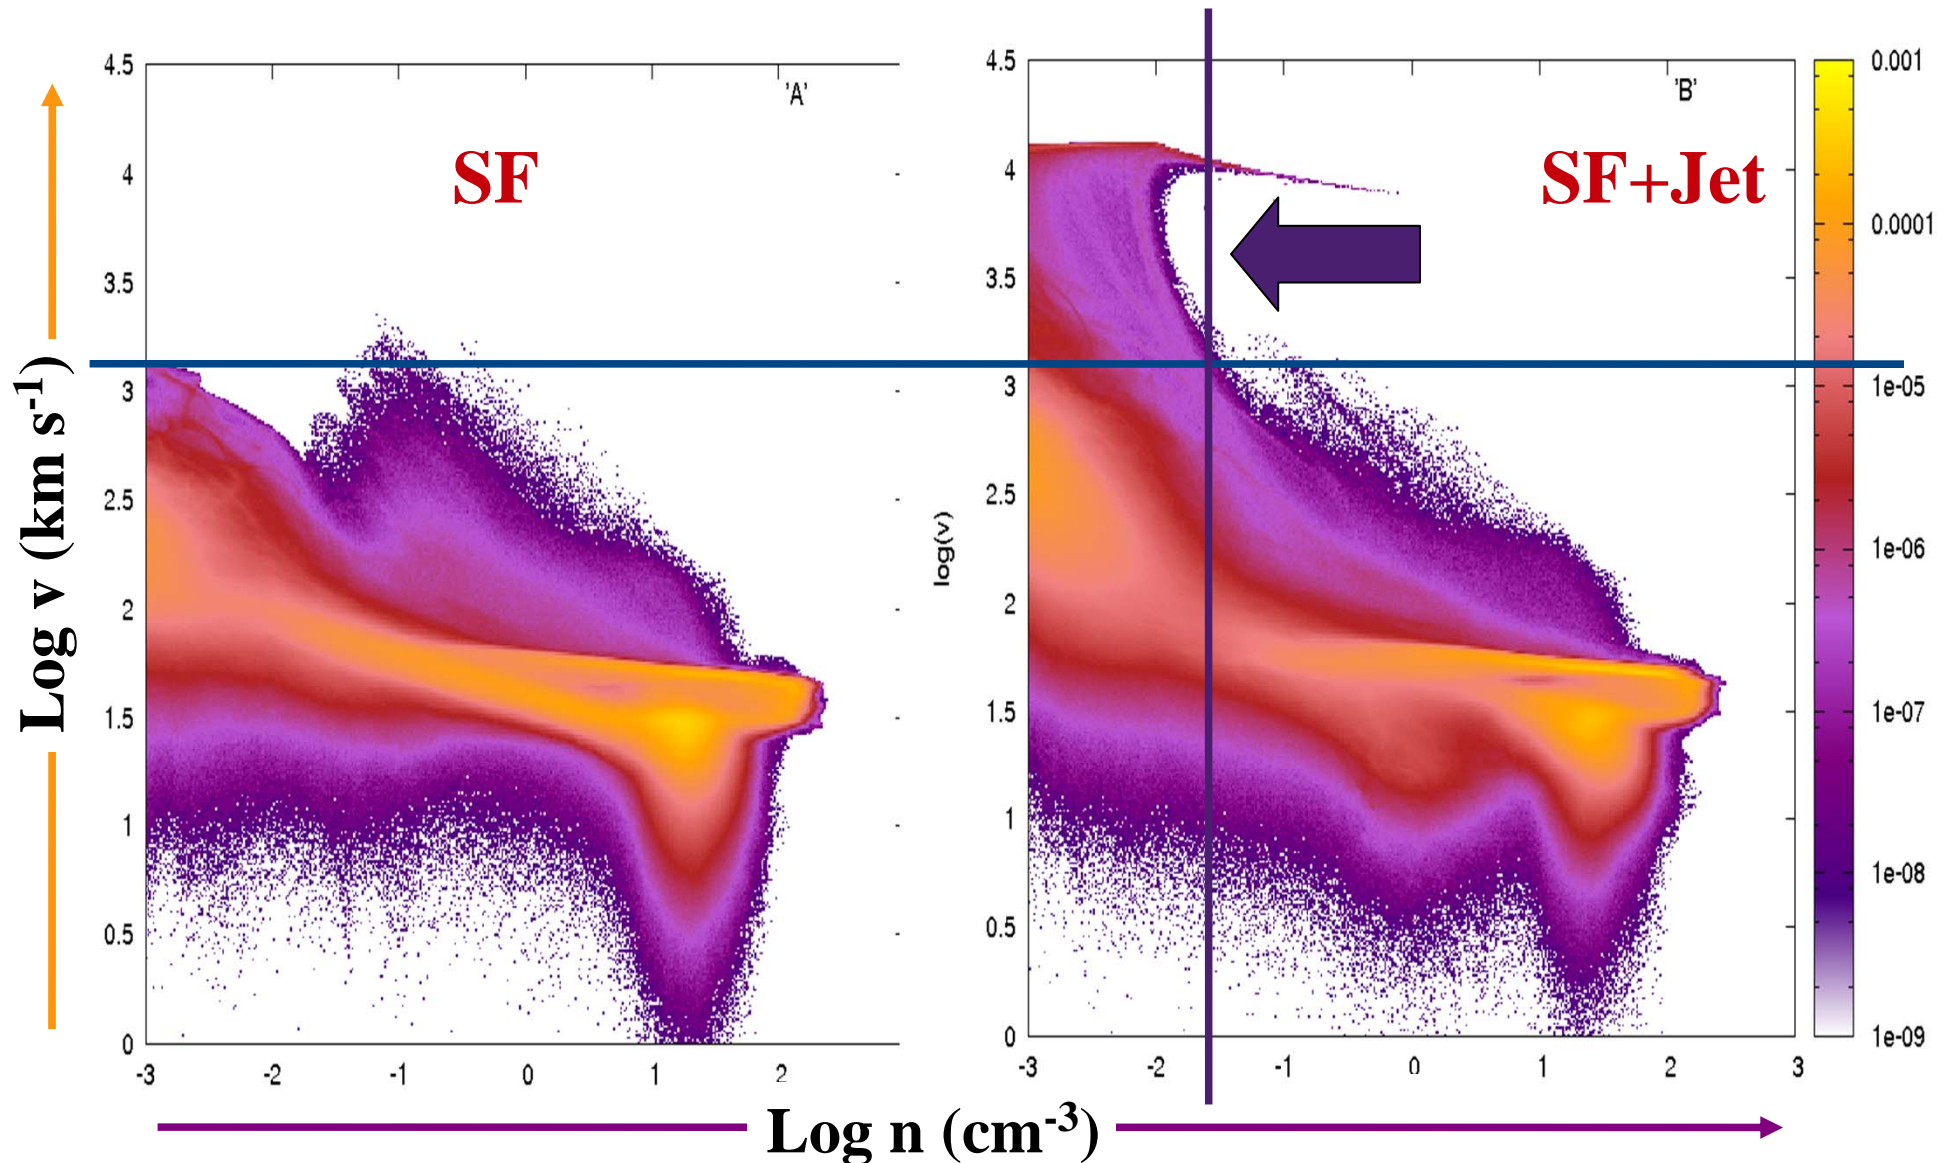 4.5
4
3.5
3
2.5
2
1.5
1
0.5
0
-3 -2 -1 0 1 2
'A'
SF
Log v (km s-1)
4.5
4
3.5
3
2.5
2
1.5
1
0.5
0
-3 -2 -1 0 1 2 3
log(v)
'B'
SF+Jet
0.001
0.0001
1e-05
1e-06
1e-07
1e-08
1e-09
Log n (cm-3)